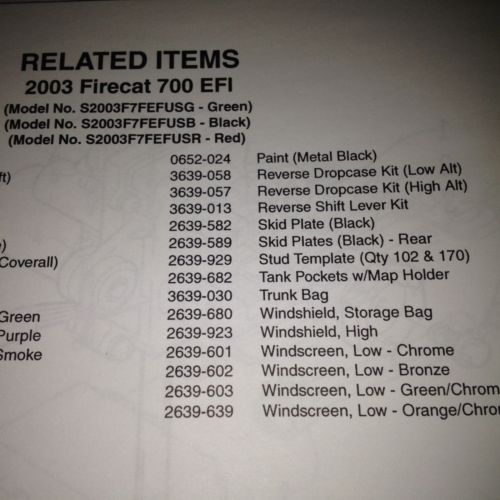 RELATED ITEMS
2003 Firecat 700 EFI
(Model No. S2003F7FEFUSG - Green)
(Model No. S2003F7FEFUSB - Black)
(Model No. S2003F7FEFUSR - Red)
0652-024 Paint (Metal Black)
ft) 3639-058 Reverse Dropcase Kit (Low Alt)
3639-057 Reverse Dropcase Kit (High Alt)
3639-013 Reverse Shift Lever Kit
2639-582 Skid Plate (Black)
) 2639-589 Skid Plates (Black) - Rear
Coverall) 2639-929 Stud Template (Qty 102 & 170)
2639-682 Tank Pockets w/Map Holder
3639-030 Trunk Bag
Green 2639-680 Windshield, Storage Bag
Purple 2639-923 Windshield, High
Smoke 2639-601 Windscreen, Low - Chrome
2639-602 Windscreen, Low - Bronze
2639-603 Windscreen, Low - Green/Chrom
2639-639 Windscreen, Low - Orange/Chro